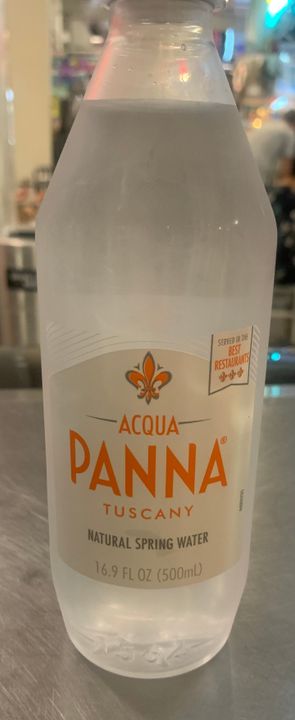 SERVED IN THE
BEST
RESTAURANTS
ACQUA
PANNA®
TUSCANY
NATURAL SPRING WATER
16.9 FL OZ (500mL)